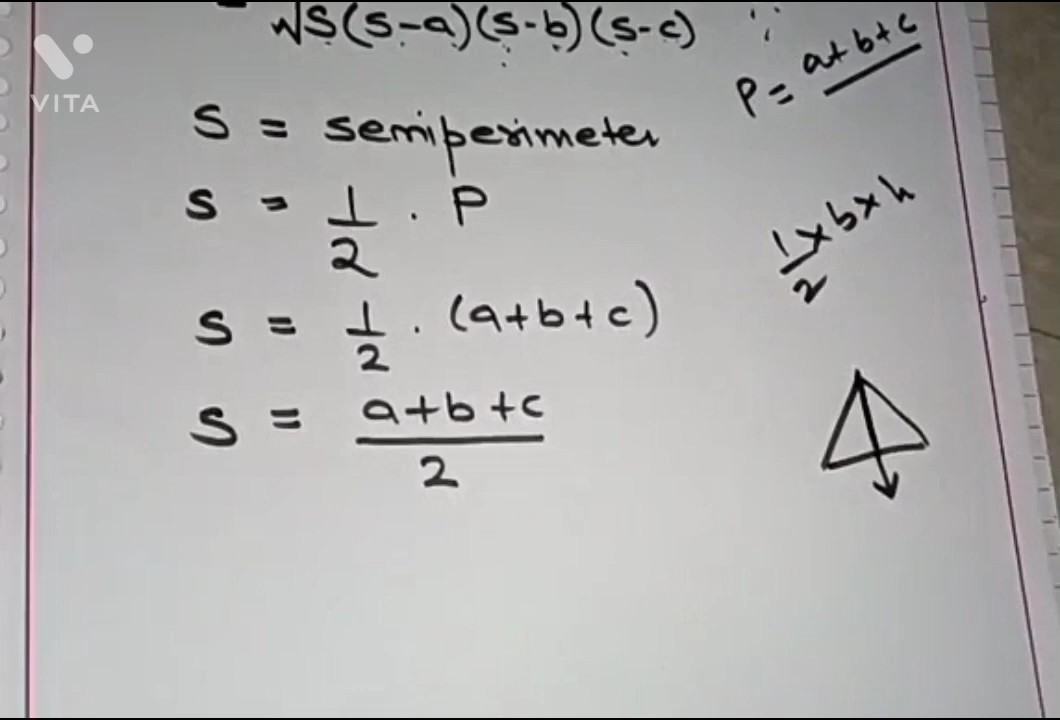 √S(S-a)(S-b)(S-c)
VITA
P = a+b+c
S = semiperimeter
S = 1/2 . P
1/2 x b x h
S = 1/2 . (a+b+c)
S = a+b+c/2